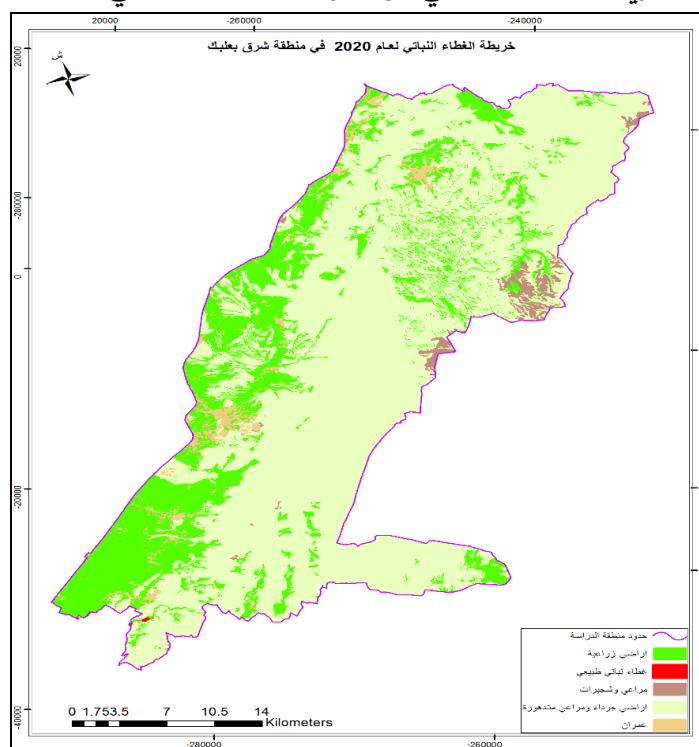 20000 -260000 -240000
خريطة الغطاء النباتي لعام 2020 في منطقة شرق بعلبك
ش
20000
200000
0
-20000
-40000
حدود منطقة الدراسة
اراضي زراعية
غطاء نباتي طبيعي
مراعي وشجيرات
اراضي جرداء ومراعي متدهورة
عمران
0 1.753.5 7 10.5 14
Kilometers
-280000 -260000